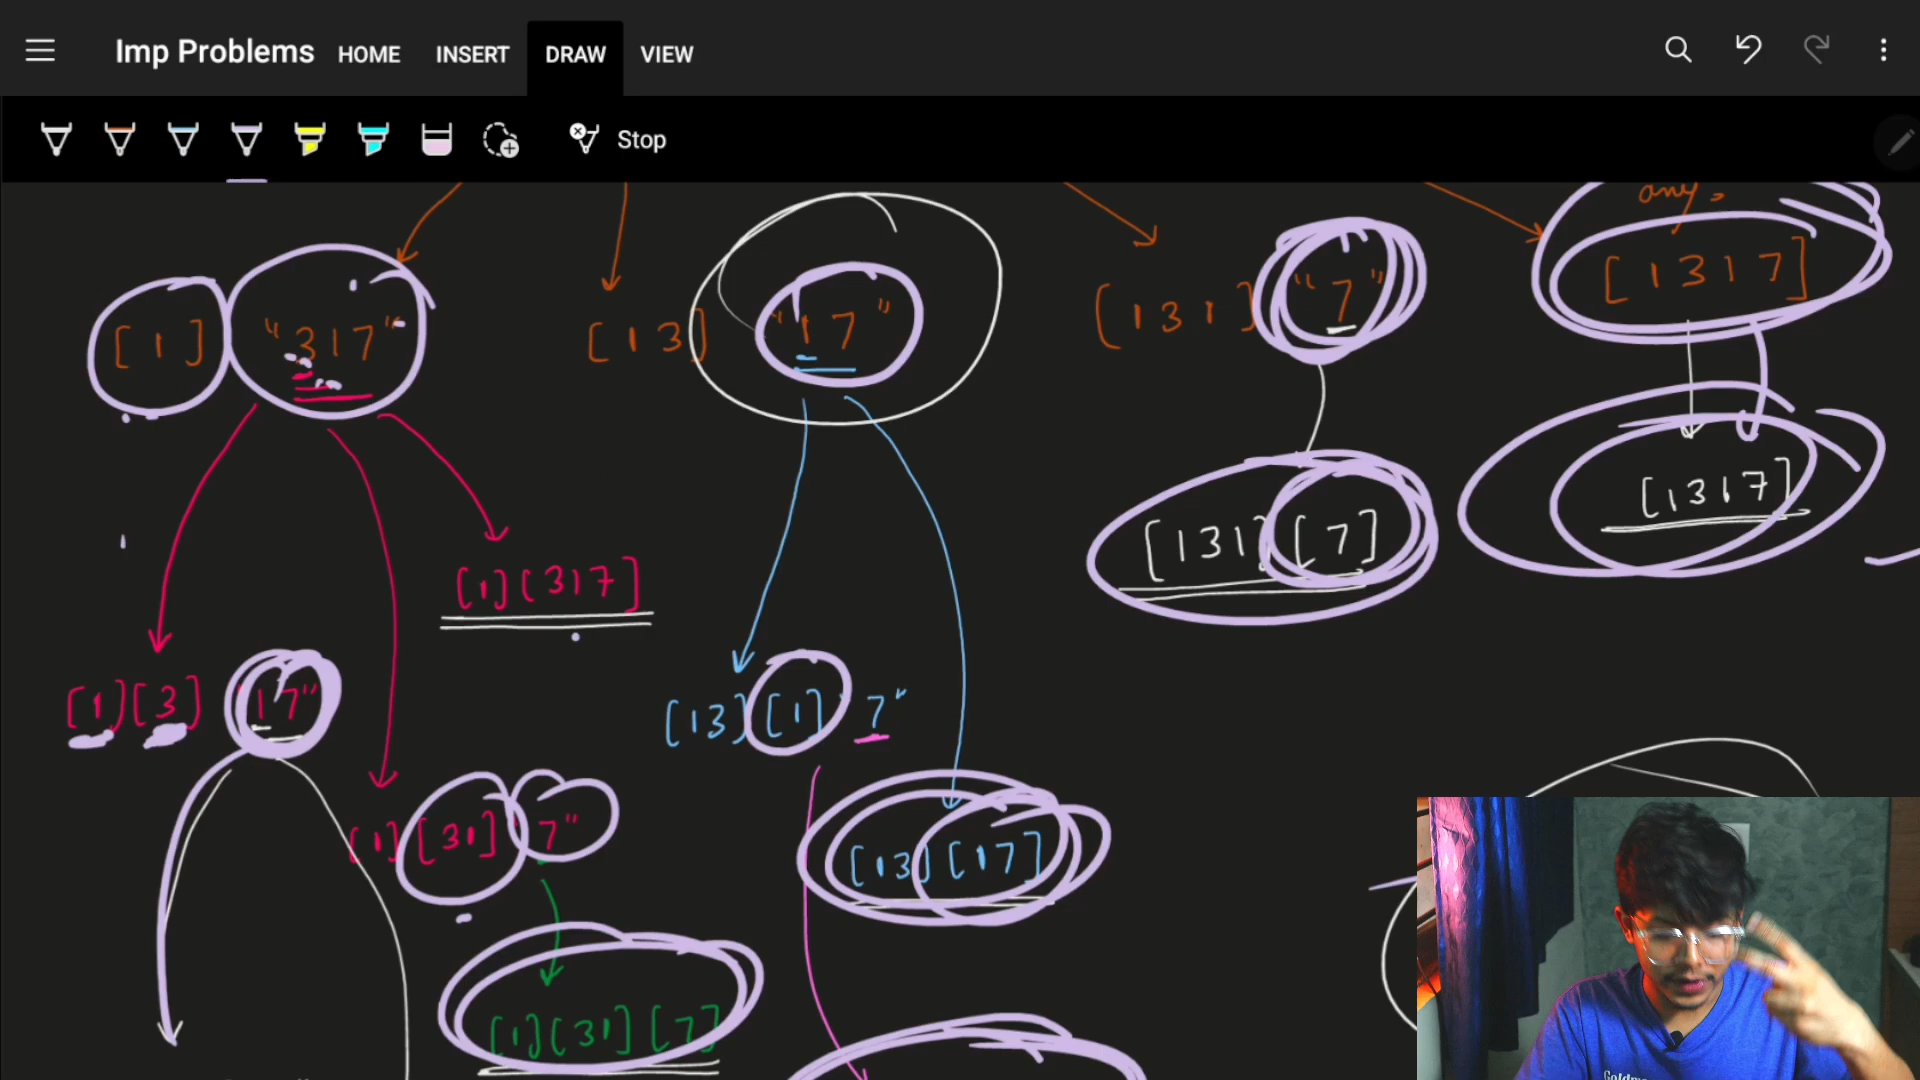 Imp Problems HOME INSERT DRAW VIEW
Stop
any
[1] "317" [13] "17" [131] "7" [1317]
[1][317] [131][7] [1317]
[1][3] "17" [13][1] 7"
[1][31] 7" [13][17]
[1][31][7]